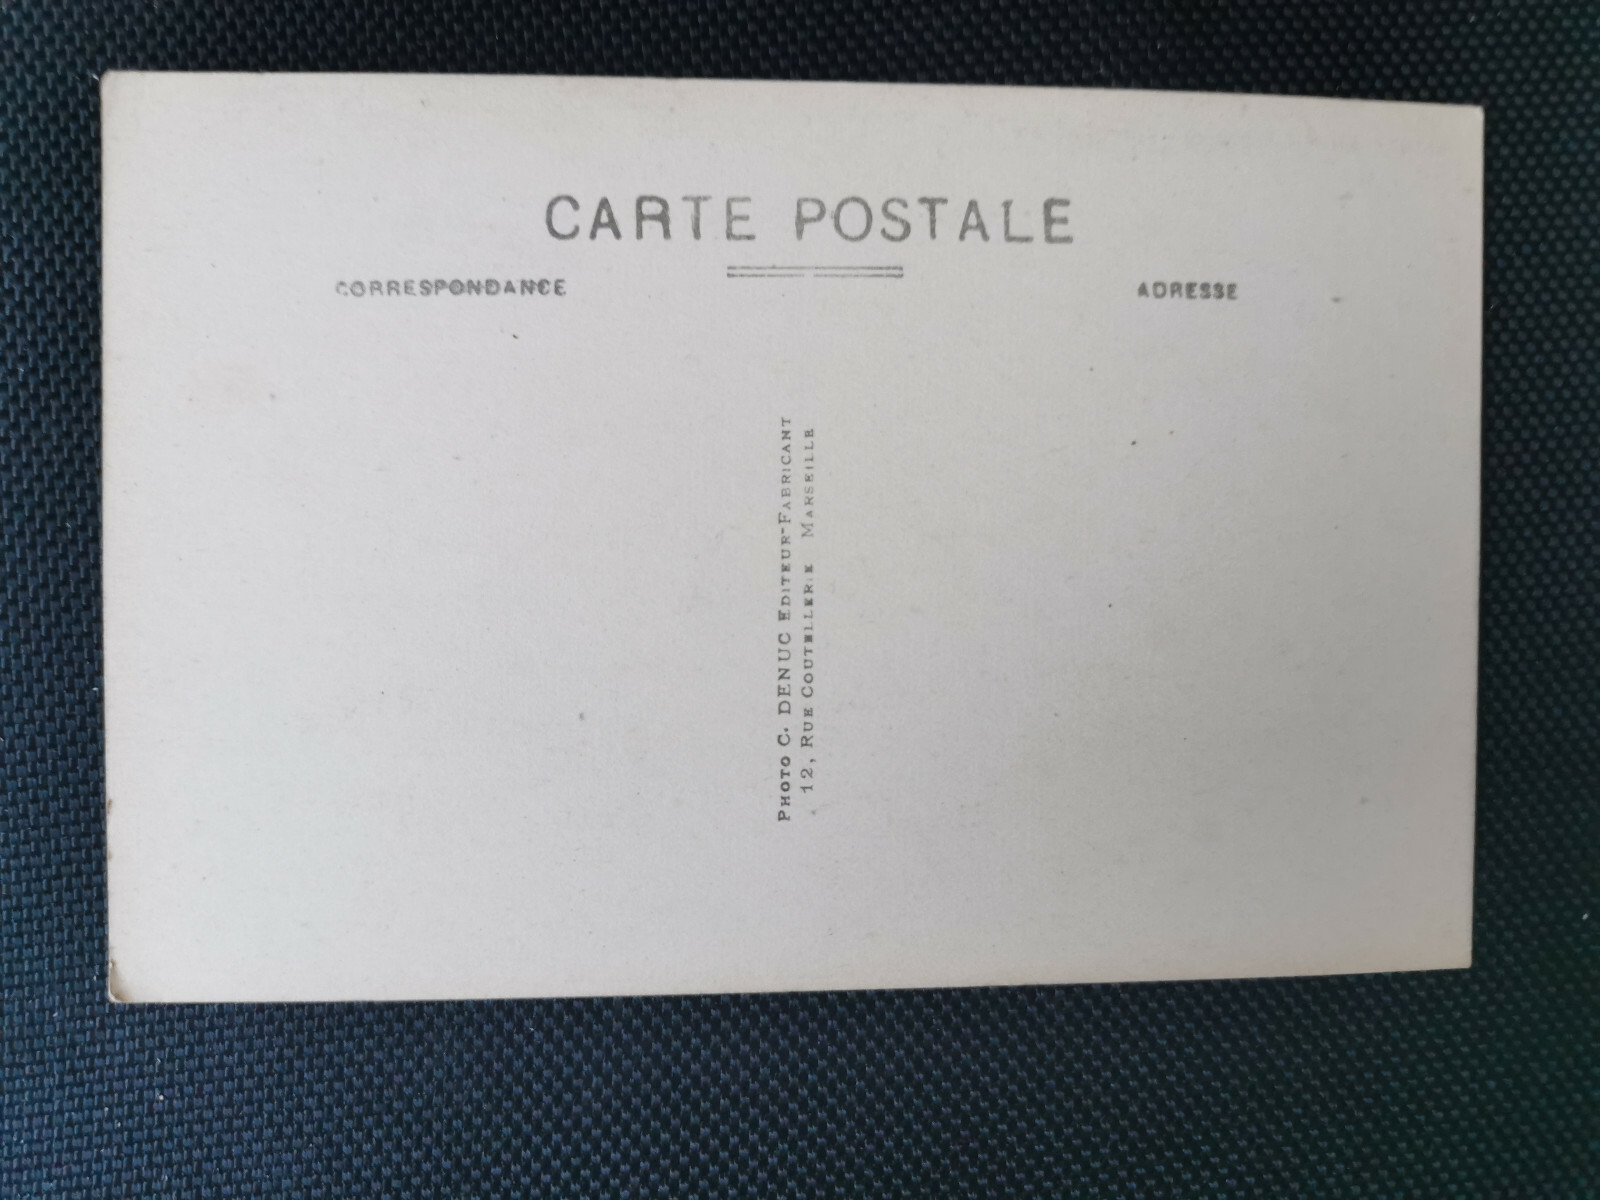 CARTE POSTALE
CORRESPONDANCE
ADRESSE
PHOTO C. DENUC EDITEUR-FABRICANT
12, RUE COUTELLERIE MARSEILLE